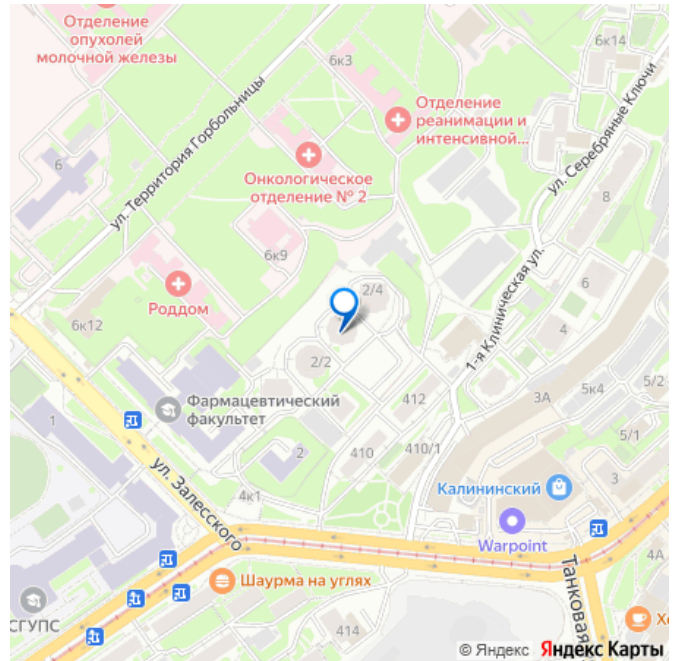 Отделение
опухолей
молочной железы
6к3
6к14
ул. Территория Горбольницы
Отделение
реанимации и
интенсивной...
ул. Серебряные Ключи
6
Онкологическое
отделение № 2
8
6к9
1-я Клиническая ул.
Роддом
2/4
6
6к12
4
2/2
Фармацевтический
факультет
412
3А
5к4
5/2
1
2
410
410/1
5/1
ул. Залесского
4к1
Калининский
3
Warpoint
4А
Шаурма на углях
Танковая
СГУПС
414
Хо
© Яндекс Яндекс Карты